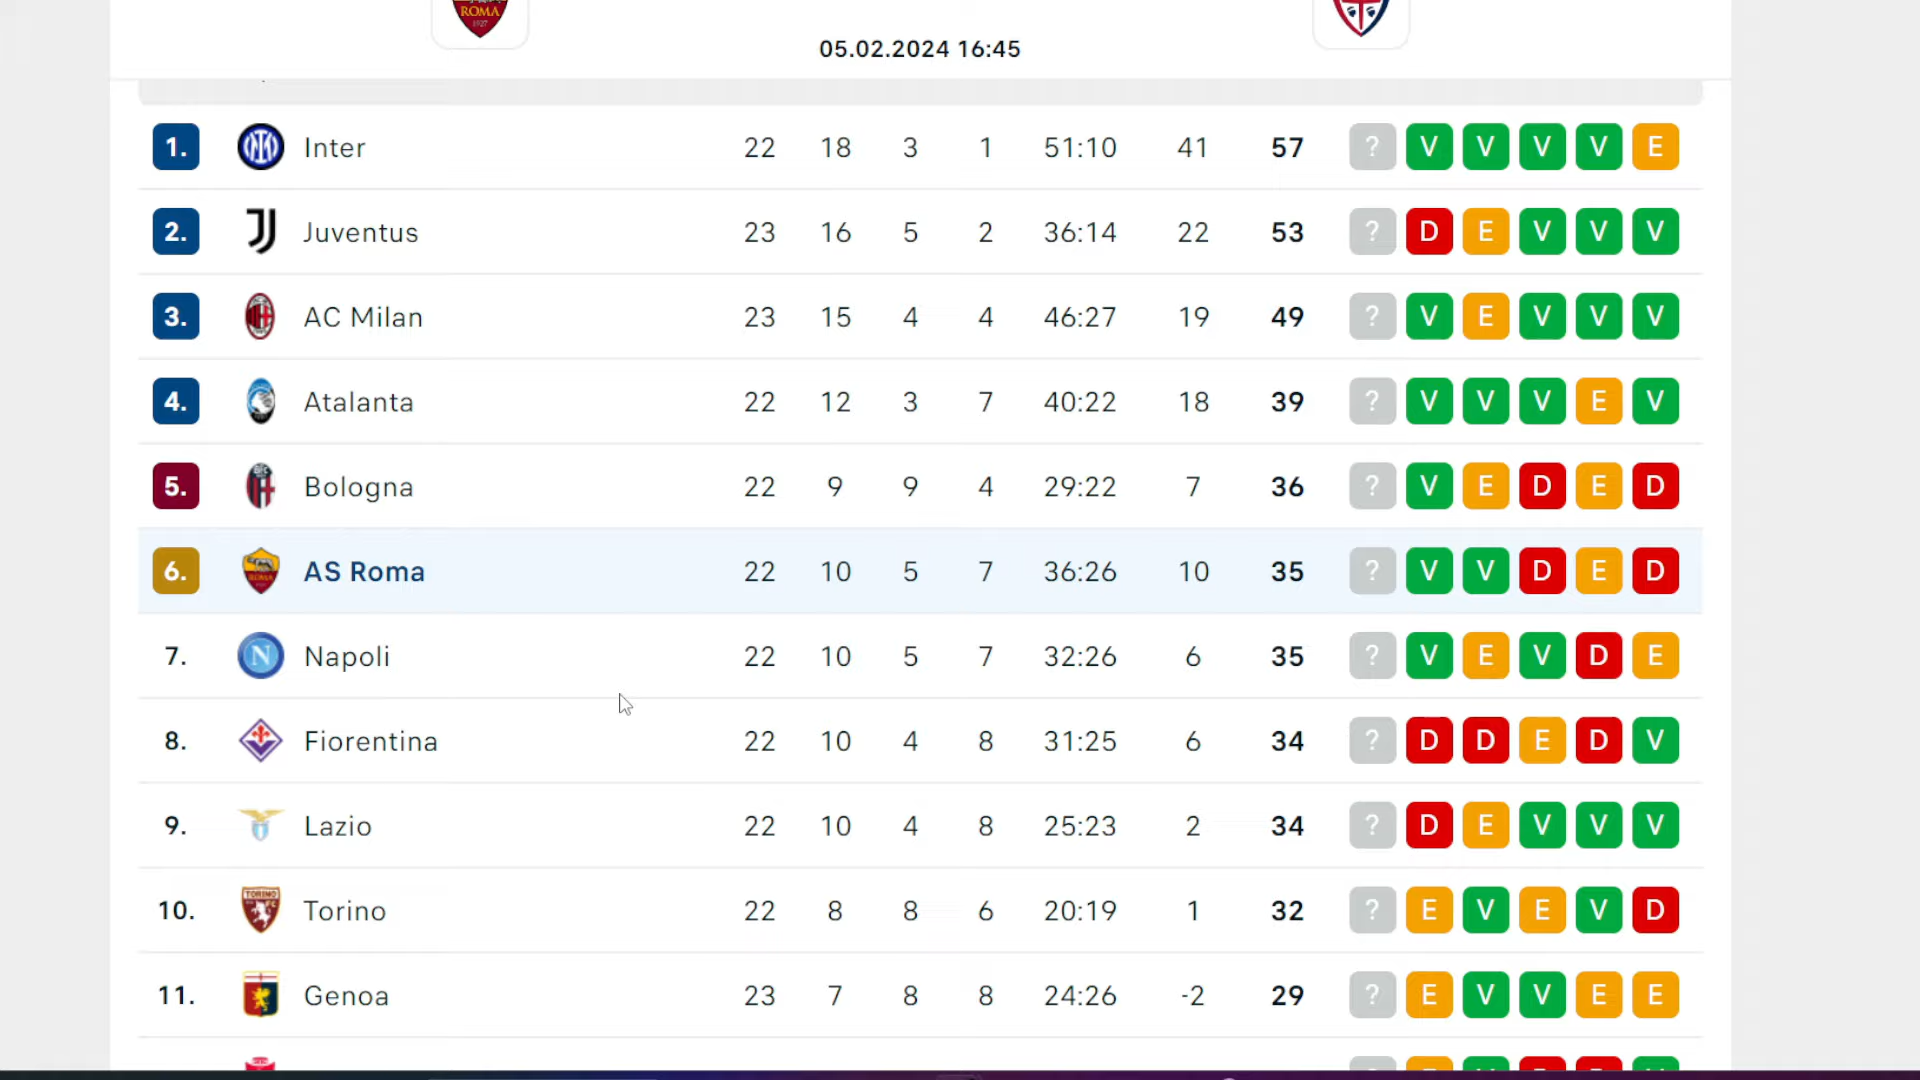 ROMA
1927
05.02.2024 16:45
1. Inter 22 18 3 1 51:10 41 57 ? V V V V E
2. Juventus 23 16 5 2 36:14 22 53 ? D E V V V
3. AC Milan 23 15 4 4 46:27 19 49 ? V E V V V
4. Atalanta 22 12 3 7 40:22 18 39 ? V V V E V
5. Bologna 22 9 9 4 29:22 7 36 ? V E D E D
6. AS Roma 22 10 5 7 36:26 10 35 ? V V D E D
7. Napoli 22 10 5 7 32:26 6 35 ? V E V D E
8. Fiorentina 22 10 4 8 31:25 6 34 ? D D E D V
9. Lazio 22 10 4 8 25:23 2 34 ? D E V V V
10. Torino 22 8 8 6 20:19 1 32 ? E V E V D
11. Genoa 23 7 8 8 24:26 -2 29 ? E V V E E